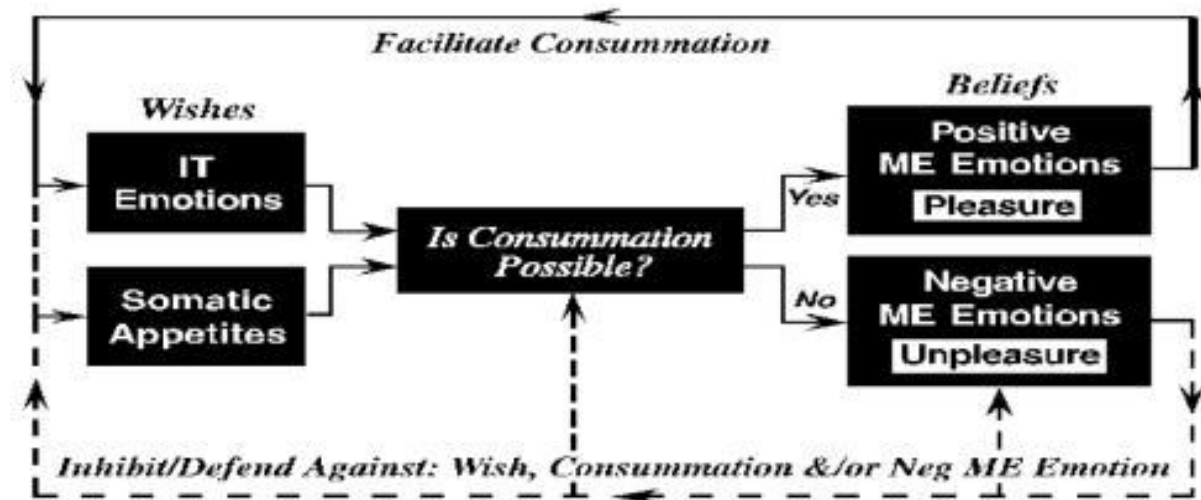 Facilitate Consummation
Wishes
IT
Emotions
Somatic
Appetites
Is Consummation
Possible?
Yes
No
Beliefs
Positive
ME Emotions
Pleasure
Negative
ME Emotions
Unpleasure
Inhibit/Defend Against: Wish, Consummation &/or Neg ME Emotion